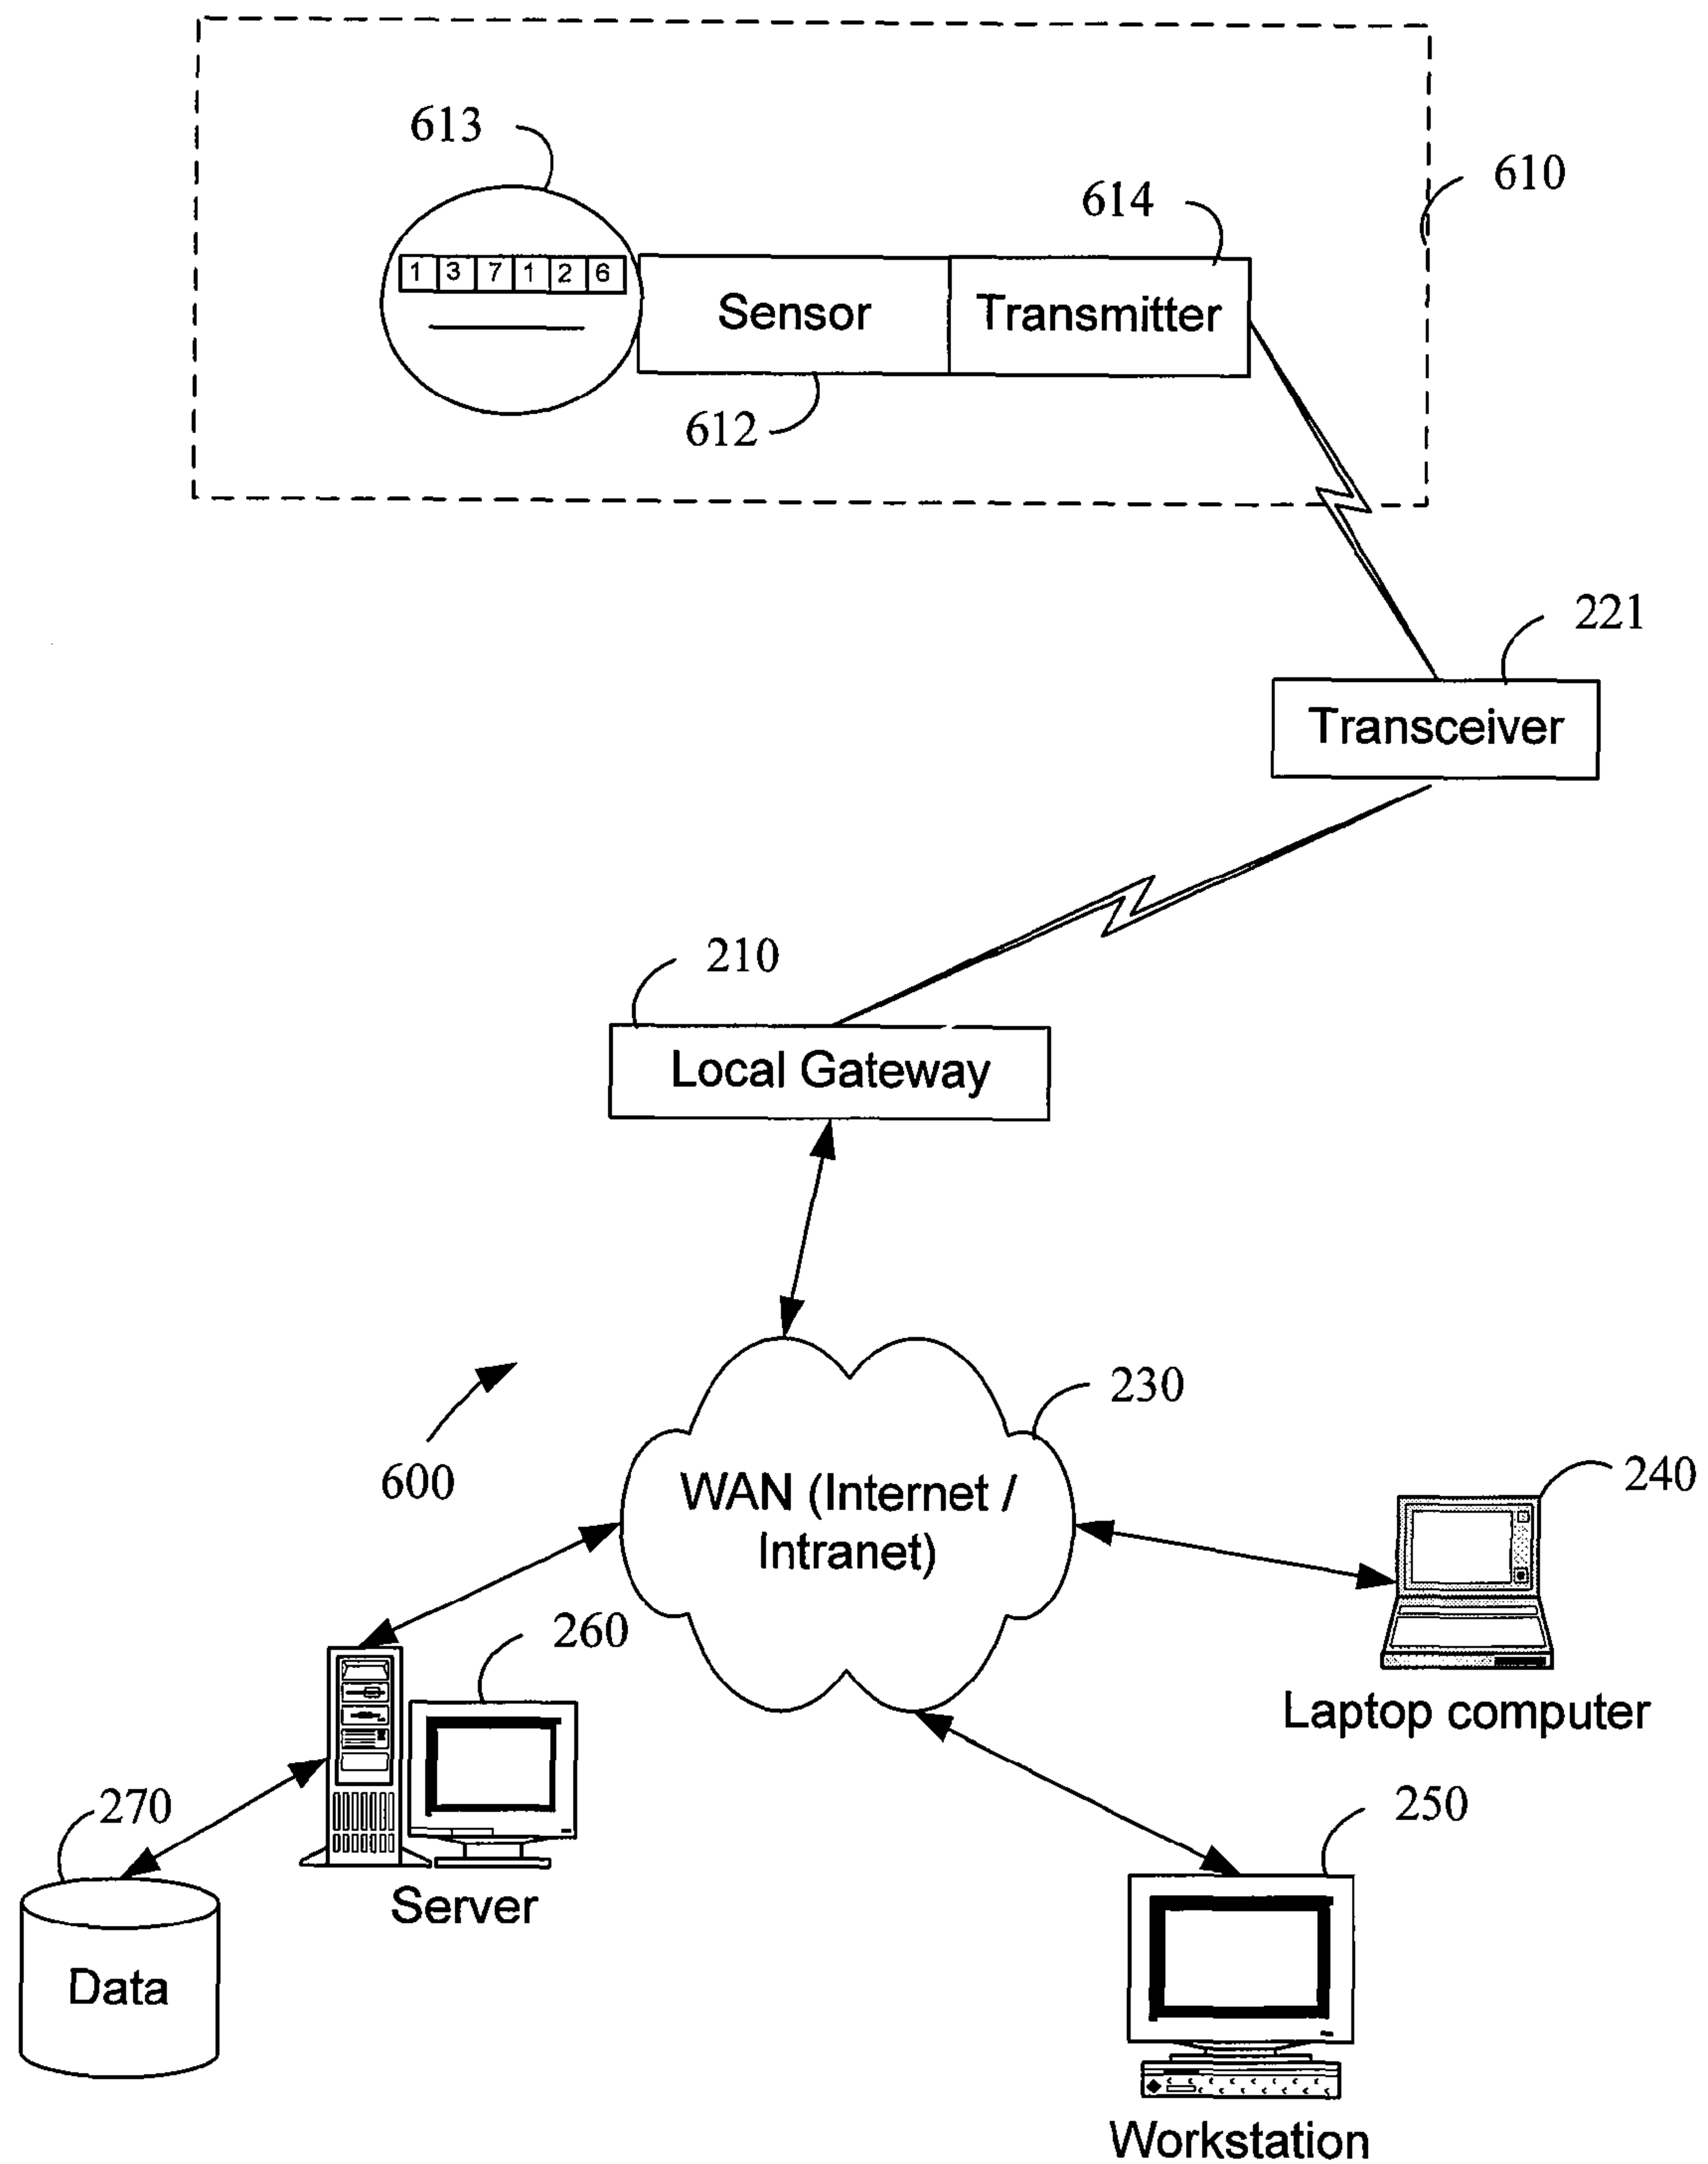 613
610
614
1 3 7 1 2 6
Sensor
Transmitter
612
221
Transceiver
210
Local Gateway
230
600
WAN (Internet /
Intranet)
240
260
Laptop computer
270
250
Server
Data
Workstation